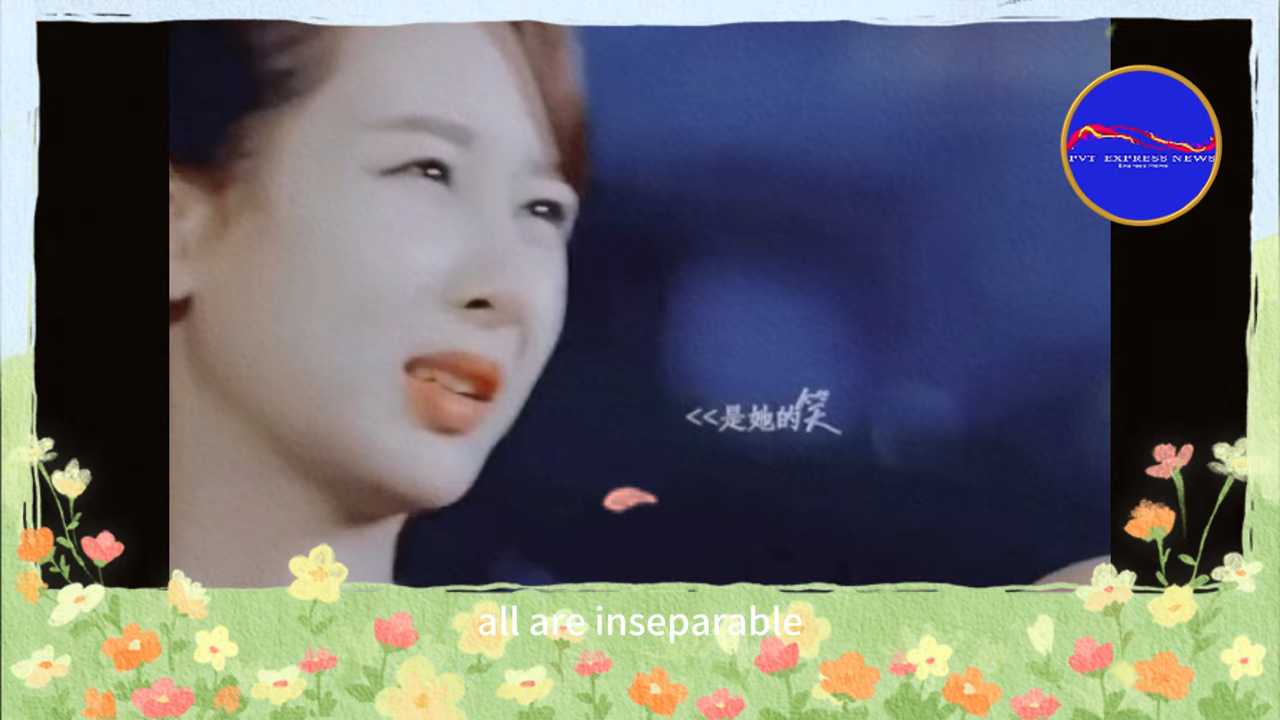 PVT EXPRESS NEWS
<<是她的笑
all are inseparable